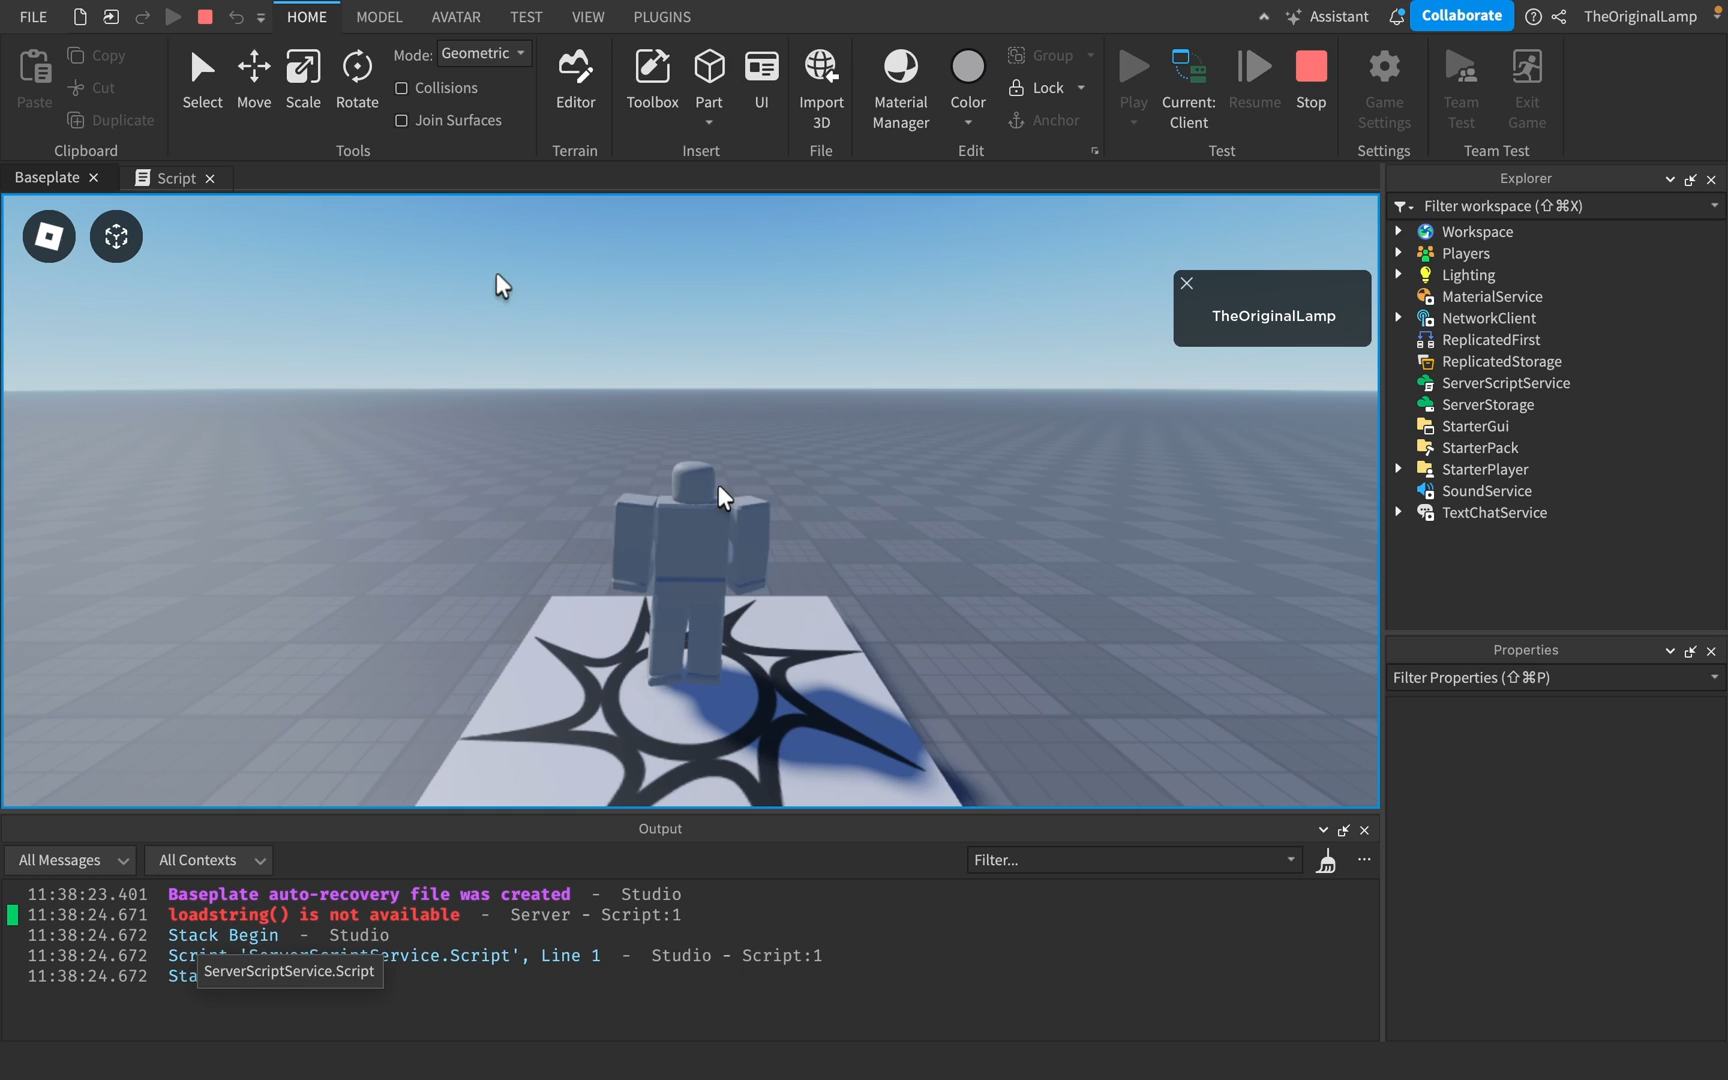 FILE HOME MODEL AVATAR TEST VIEW PLUGINS Assistant Collaborate TheOriginalLamp
Paste Copy Cut Duplicate
Clipboard
Select Move Scale Rotate
Mode: Geometric
Collisions
Join Surfaces
Tools
Editor
Terrain
Toolbox Part UI
Insert
Import
3D
File
Material
Manager
Color
Group
Lock
Anchor
Edit
Play
Current:
Client
Resume Stop
Test
Game
Settings
Settings
Team
Test
Exit
Game
Team Test
Baseplate Script
TheOriginalLamp
Explorer
Filter workspace (⇧⌘X)
Workspace
Players
Lighting
MaterialService
NetworkClient
ReplicatedFirst
ReplicatedStorage
ServerScriptService
ServerStorage
StarterGui
StarterPack
StarterPlayer
SoundService
TextChatService
Properties
Filter Properties (⇧⌘P)
Output
All Messages All Contexts Filter...
11:38:23.401 Baseplate auto-recovery file was created - Studio
11:38:24.671 loadstring() is not available - Server - Script:1
11:38:24.672 Stack Begin - Studio
11:38:24.672 Script 'ServerScriptService.Script', Line 1 - Studio - Script:1
11:38:24.672 Sta
ServerScriptService.Script